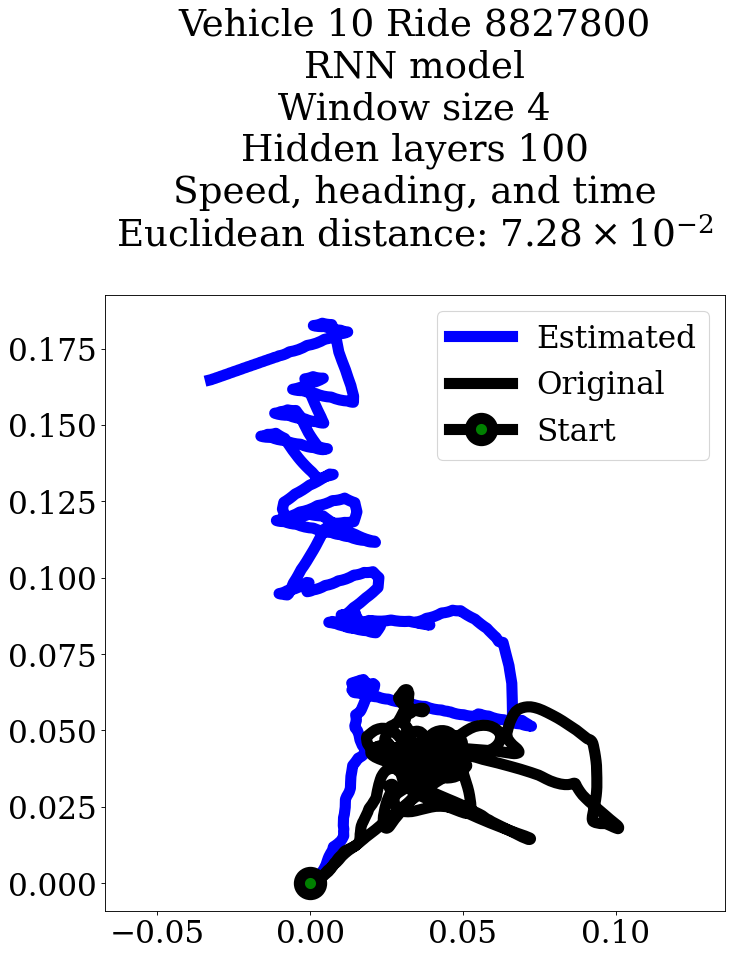 Vehicle 10 Ride 8827800
RNN model
Window size 4
Hidden layers 100
Speed, heading, and time
Euclidean distance: 7.28 × 10⁻²
Estimated
Original
Start
0.175
0.150
0.125
0.100
0.075
0.050
0.025
0.000
−0.05 0.00 0.05 0.10